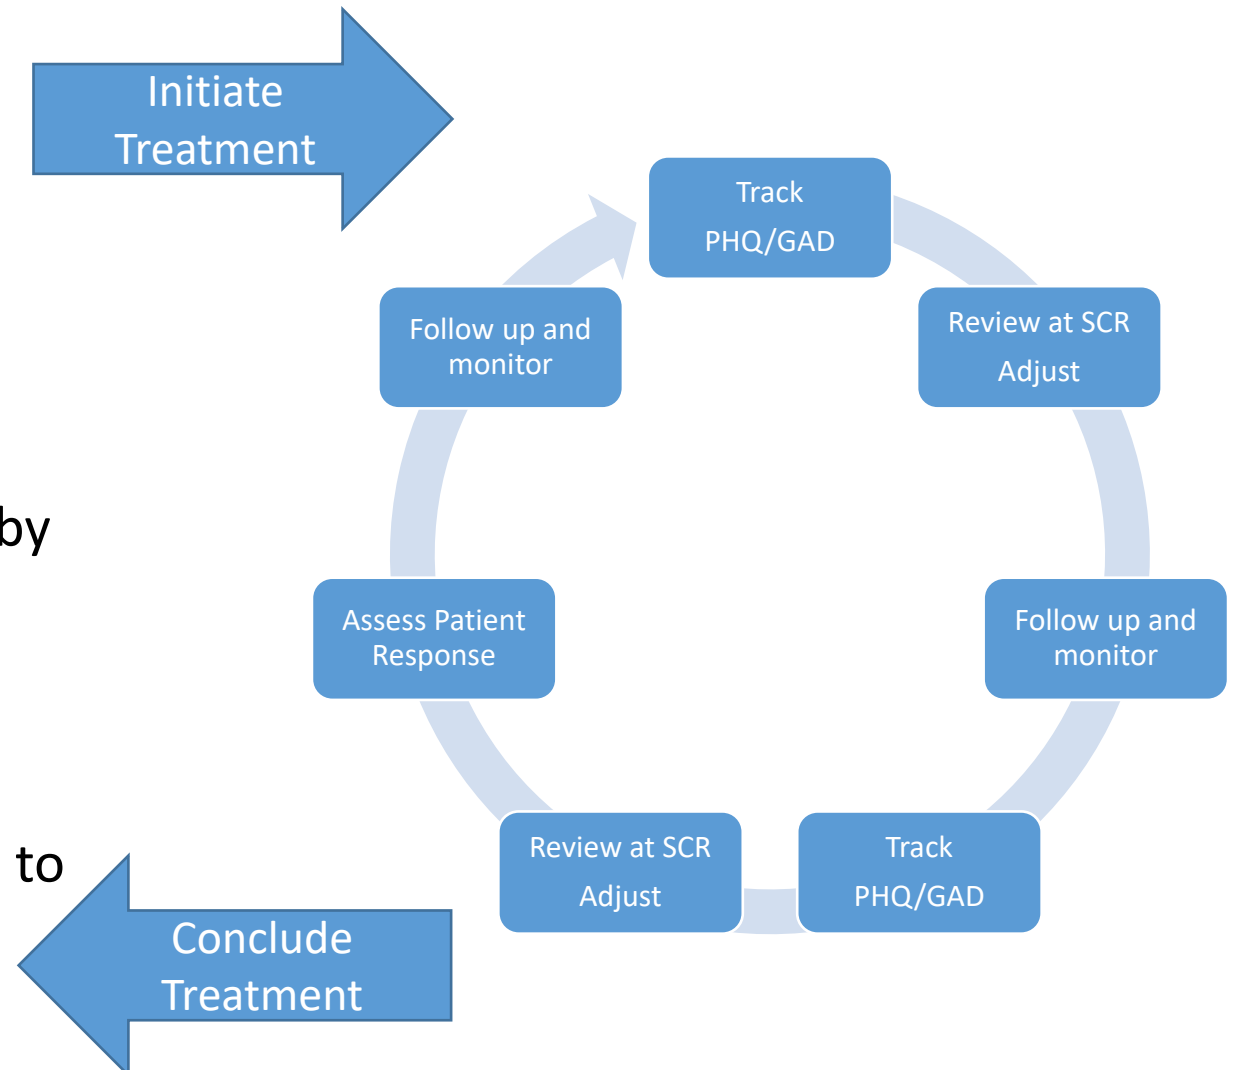 Initiate
Treatment
Track
PHQ/GAD
Review at SCR
Adjust
Follow up and
monitor
Track
PHQ/GAD
Review at SCR
Adjust
Assess Patient
Response
Follow up and
monitor
by
to
Conclude
Treatment